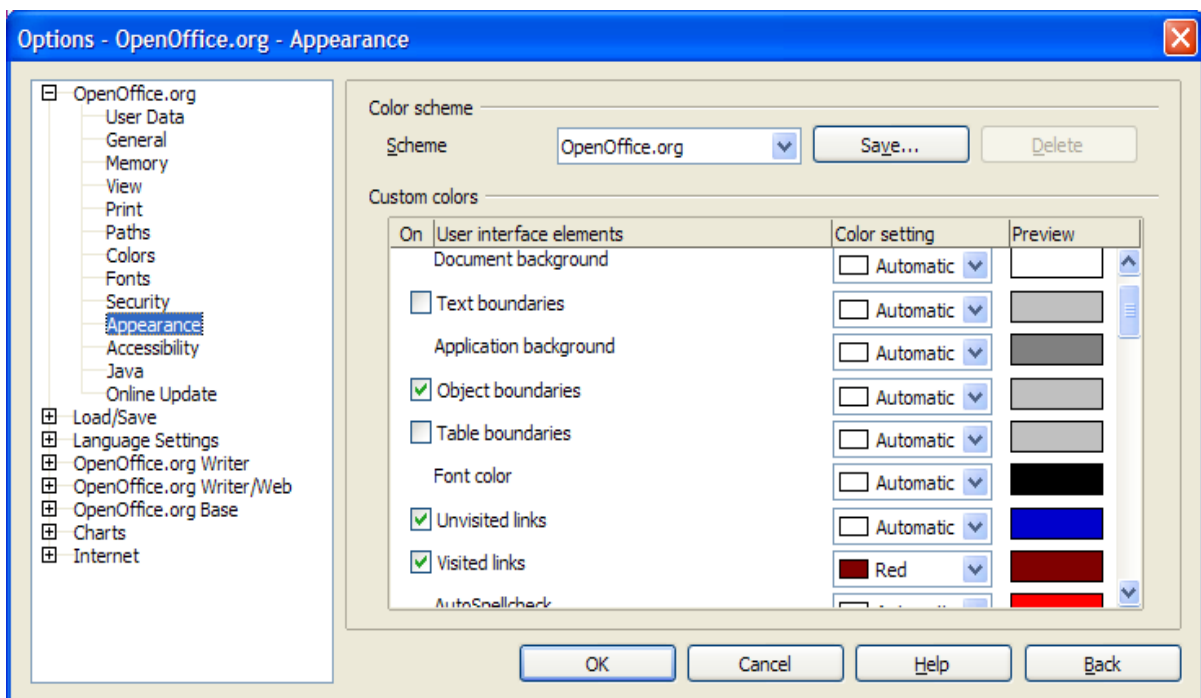 Options - OpenOffice.org - Appearance
OpenOffice.org
User Data
General
Memory
View
Print
Paths
Colors
Fonts
Security
Appearance
Accessibility
Java
Online Update
Load/Save
Language Settings
OpenOffice.org Writer
OpenOffice.org Writer/Web
OpenOffice.org Base
Charts
Internet
Color scheme
Scheme OpenOffice.org Save... Delete
Custom colors
On User interface elements Color setting Preview
Document background Automatic
Text boundaries Automatic
Application background Automatic
Object boundaries Automatic
Table boundaries Automatic
Font color Automatic
Unvisited links Automatic
Visited links Red
AutoSpellcheck
OK Cancel Help Back